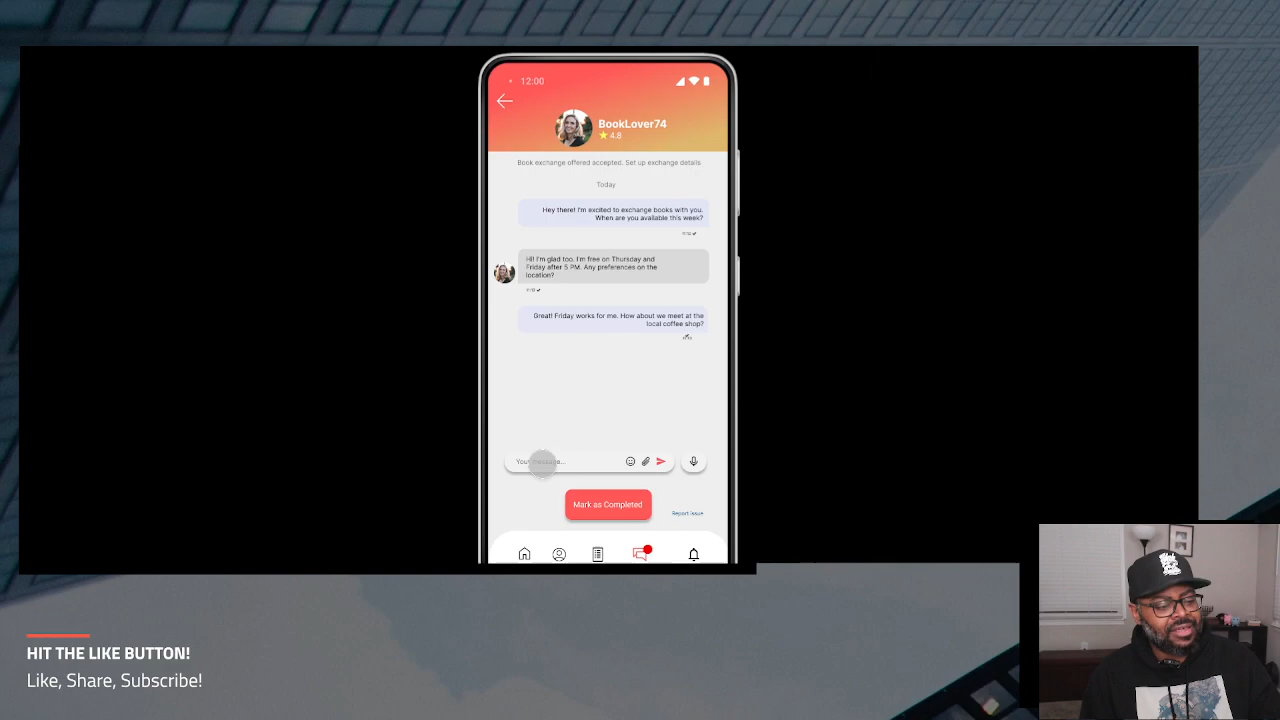 12:00
BookLover74
4.8
Book exchange offered accepted. Set up exchange details
Today
Hey there! I'm excited to exchange books with you.
When are you available this week?
Hi! I'm glad too. I'm free on Thursday and
Friday after 5 PM. Any preferences on the
location?
Great! Friday works for me. How about we meet at the
local coffee shop?
Your message...
Mark as Completed
Report Issue
HIT THE LIKE BUTTON!
Like, Share, Subscribe!